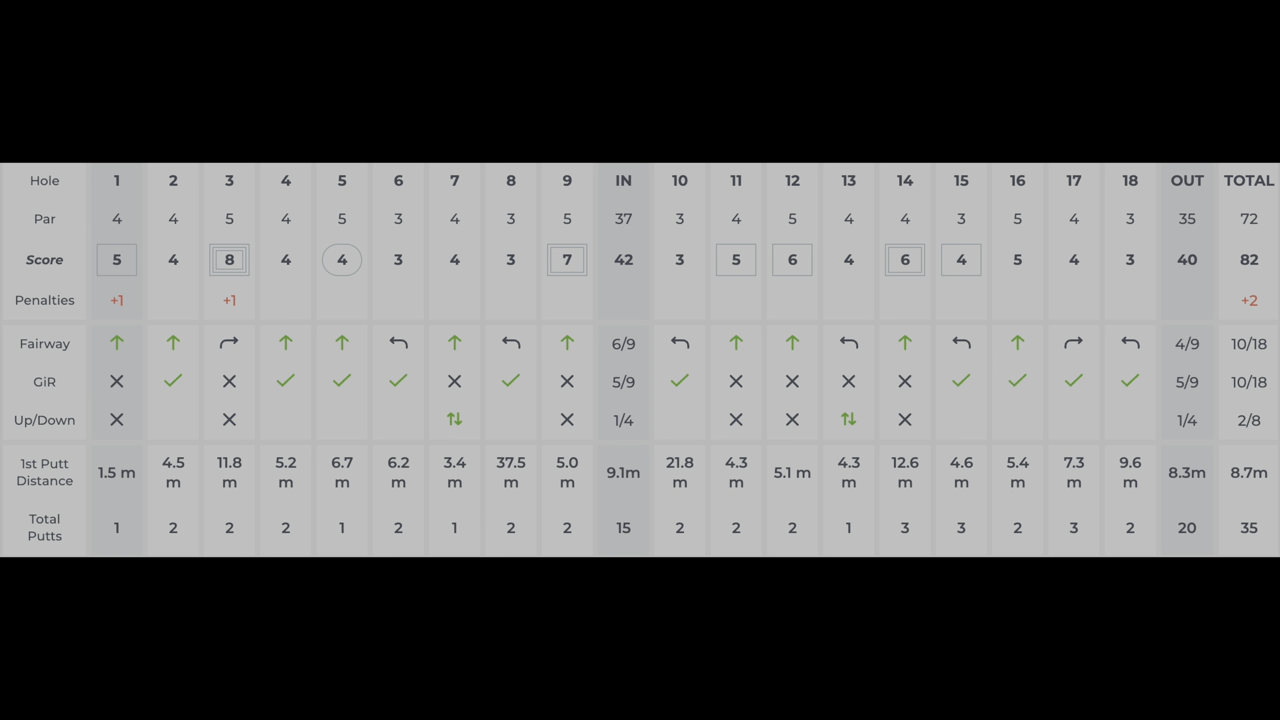 Hole 1 2 3 4 5 6 7 8 9 IN 10 11 12 13 14 15 16 17 18 OUT TOTAL
Par 4 4 5 4 5 3 4 3 5 37 3 4 5 4 4 3 5 4 3 35 72
Score 5 4 8 4 4 3 4 3 7 42 3 5 6 4 6 4 5 4 3 40 82
Penalties +1 +1 +2
Fairway 6/9 4/9 10/18
GiR 5/9 5/9 10/18
Up/Down 1/4 1/4 2/8
1st Putt Distance 1.5 m 4.5 m 11.8 m 5.2 m 6.7 m 6.2 m 3.4 m 37.5 m 5.0 m 9.1m 21.8 m 4.3 m 5.1 m 4.3 m 12.6 m 4.6 m 5.4 m 7.3 m 9.6 m 8.3m 8.7m
Total Putts 1 2 2 2 1 2 1 2 2 15 2 2 2 1 3 3 2 3 2 20 35